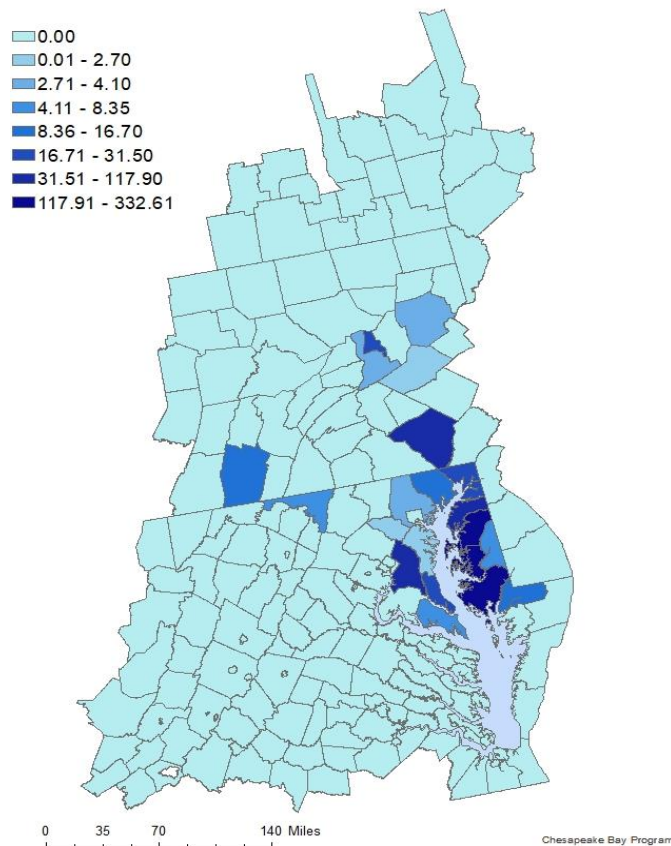 0.00
0.01 - 2.70
2.71 - 4.10
4.11 - 8.35
8.36 - 16.70
16.71 - 31.50
31.51 - 117.90
117.91 - 332.61
0 35 70 140 Miles
Chesapeake Bay Program